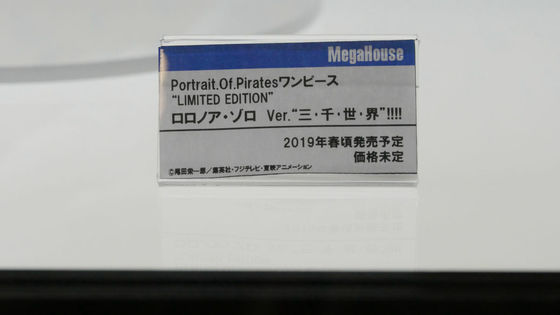 MegaHouse
Portrait.Of.Piratesワンピース
“LIMITED EDITION”
ロロノア・ゾロ Ver.“三・千・世・界”!!!!
2019年春頃発売予定
価格未定
©尾田栄一郎／集英社・フジテレビ・東映アニメーション